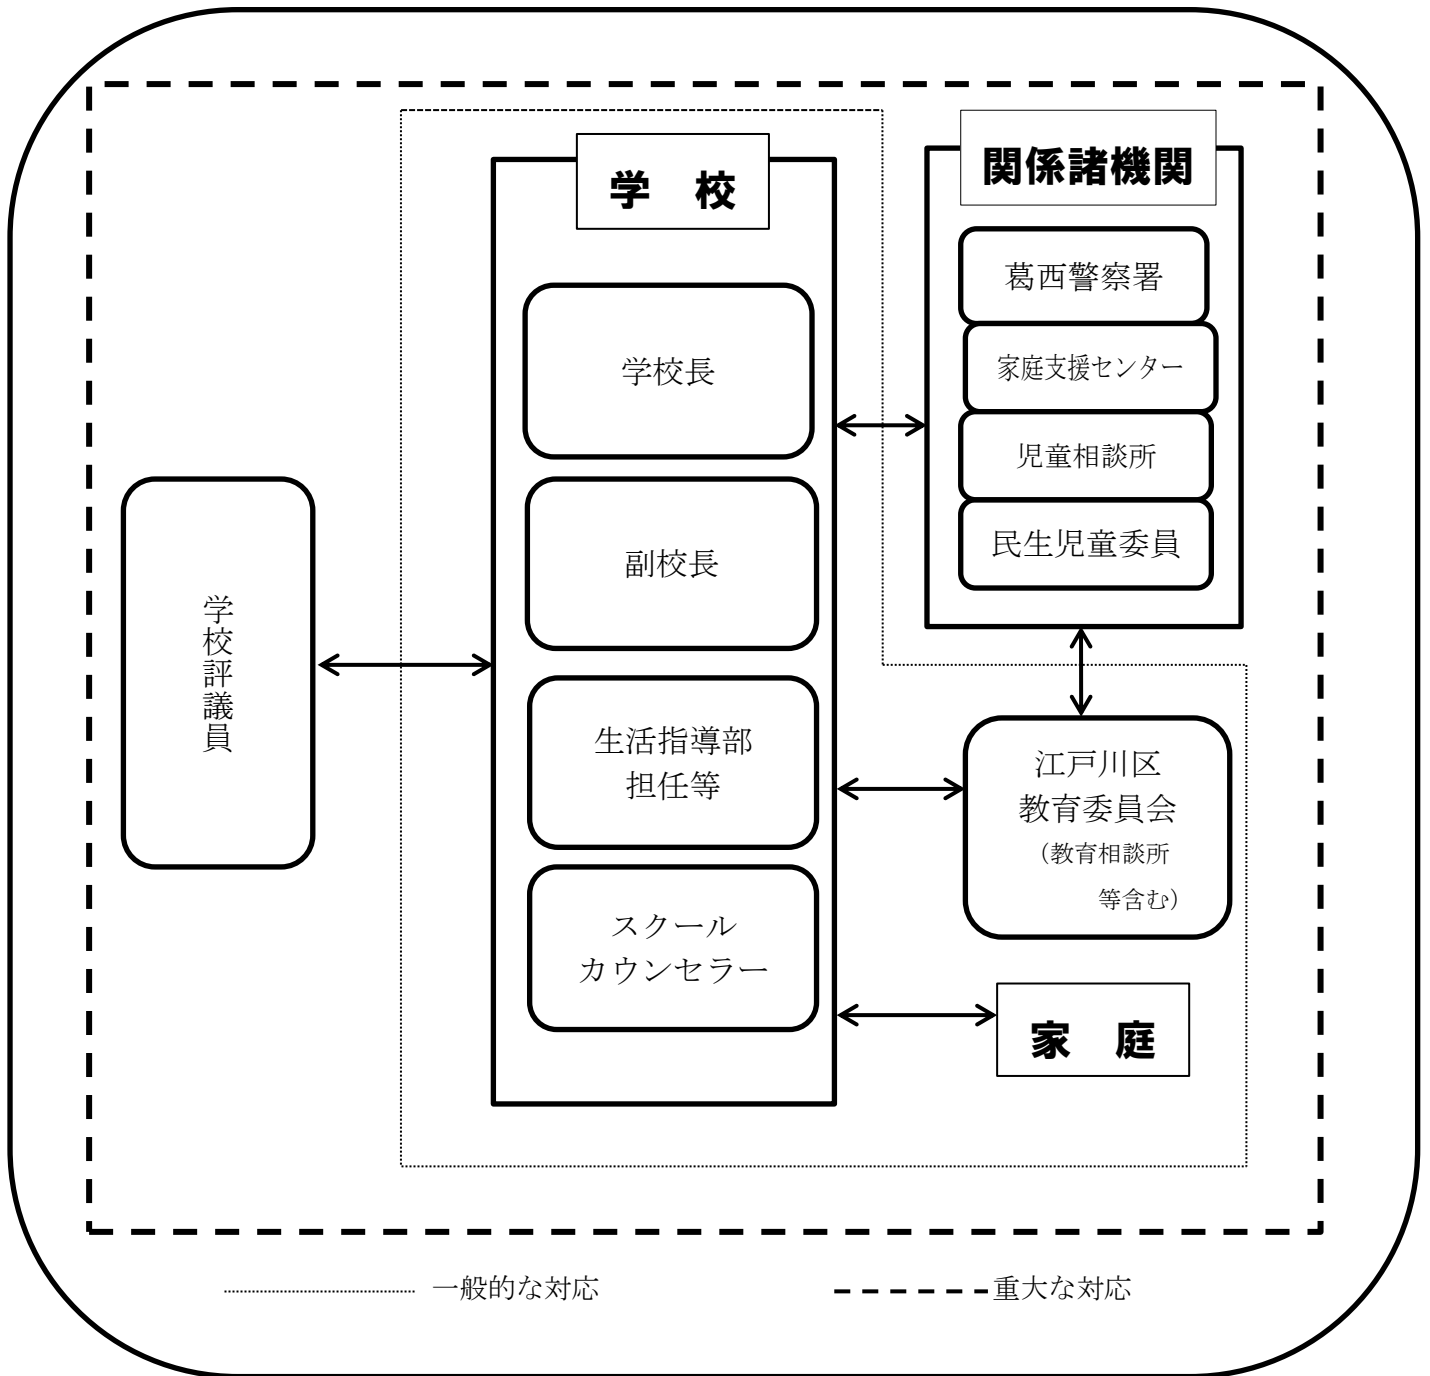 学　校
学校長
副校長
生活指導部
担任等
スクール
カウンセラー
関係諸機関
葛西警察署
家庭支援センター
児童相談所
民生児童委員
学校評議員
江戸川区
教育委員会
（教育相談所
等含む）
家　庭
一般的な対応
重大な対応